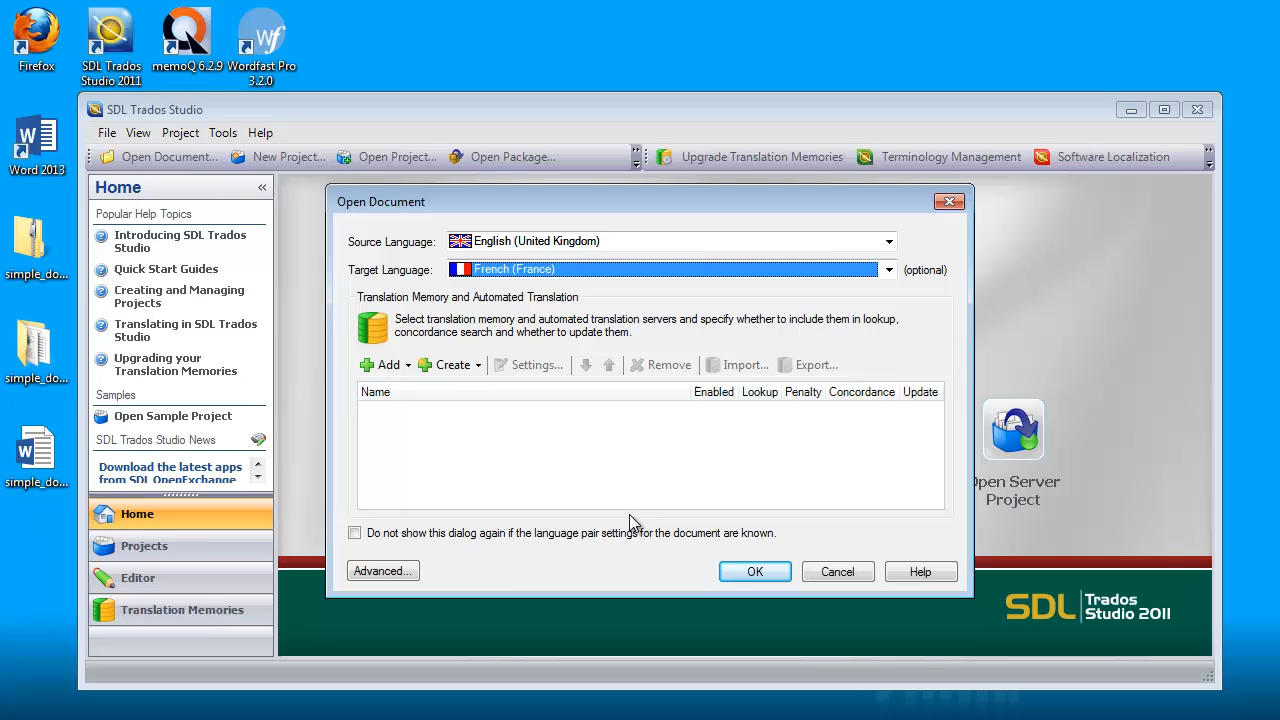 Firefox
SDL Trados
Studio 2011
memoQ 6.2.9
Wordfast Pro
3.2.0
Word 2013
simple_do...
simple_do...
simple_do...
SDL Trados Studio
File View Project Tools Help
Open Document... New Project... Open Project... Open Package... Upgrade Translation Memories Terminology Management Software Localization
Home «
Popular Help Topics
Introducing SDL Trados
Studio
Quick Start Guides
Creating and Managing
Projects
Translating in SDL Trados
Studio
Upgrading your
Translation Memories
Samples
Open Sample Project
SDL Trados Studio News
Download the latest apps
from SDL OpenExchange
Home
Projects
Editor
Translation Memories
Open Document
Source Language: English (United Kingdom)
Target Language: French (France) (optional)
Translation Memory and Automated Translation
Select translation memory and automated translation servers and specify whether to include them in lookup,
concordance search and whether to update them.
Add Create Settings... Remove Import... Export...
Name Enabled Lookup Penalty Concordance Update
Do not show this dialog again if the language pair settings for the document are known.
Advanced... OK Cancel Help
Open Server
Project
SDL Trados
Studio 2011